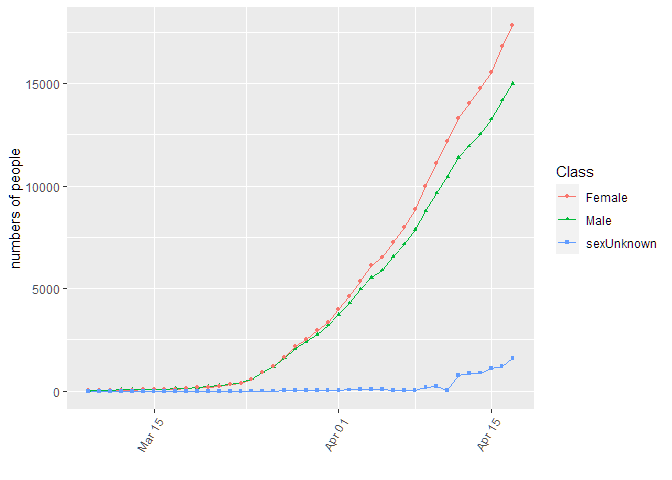 numbers of people
15000
10000
5000
0
Mar 15
Apr 01
Apr 15
Class
Female
Male
sexUnknown